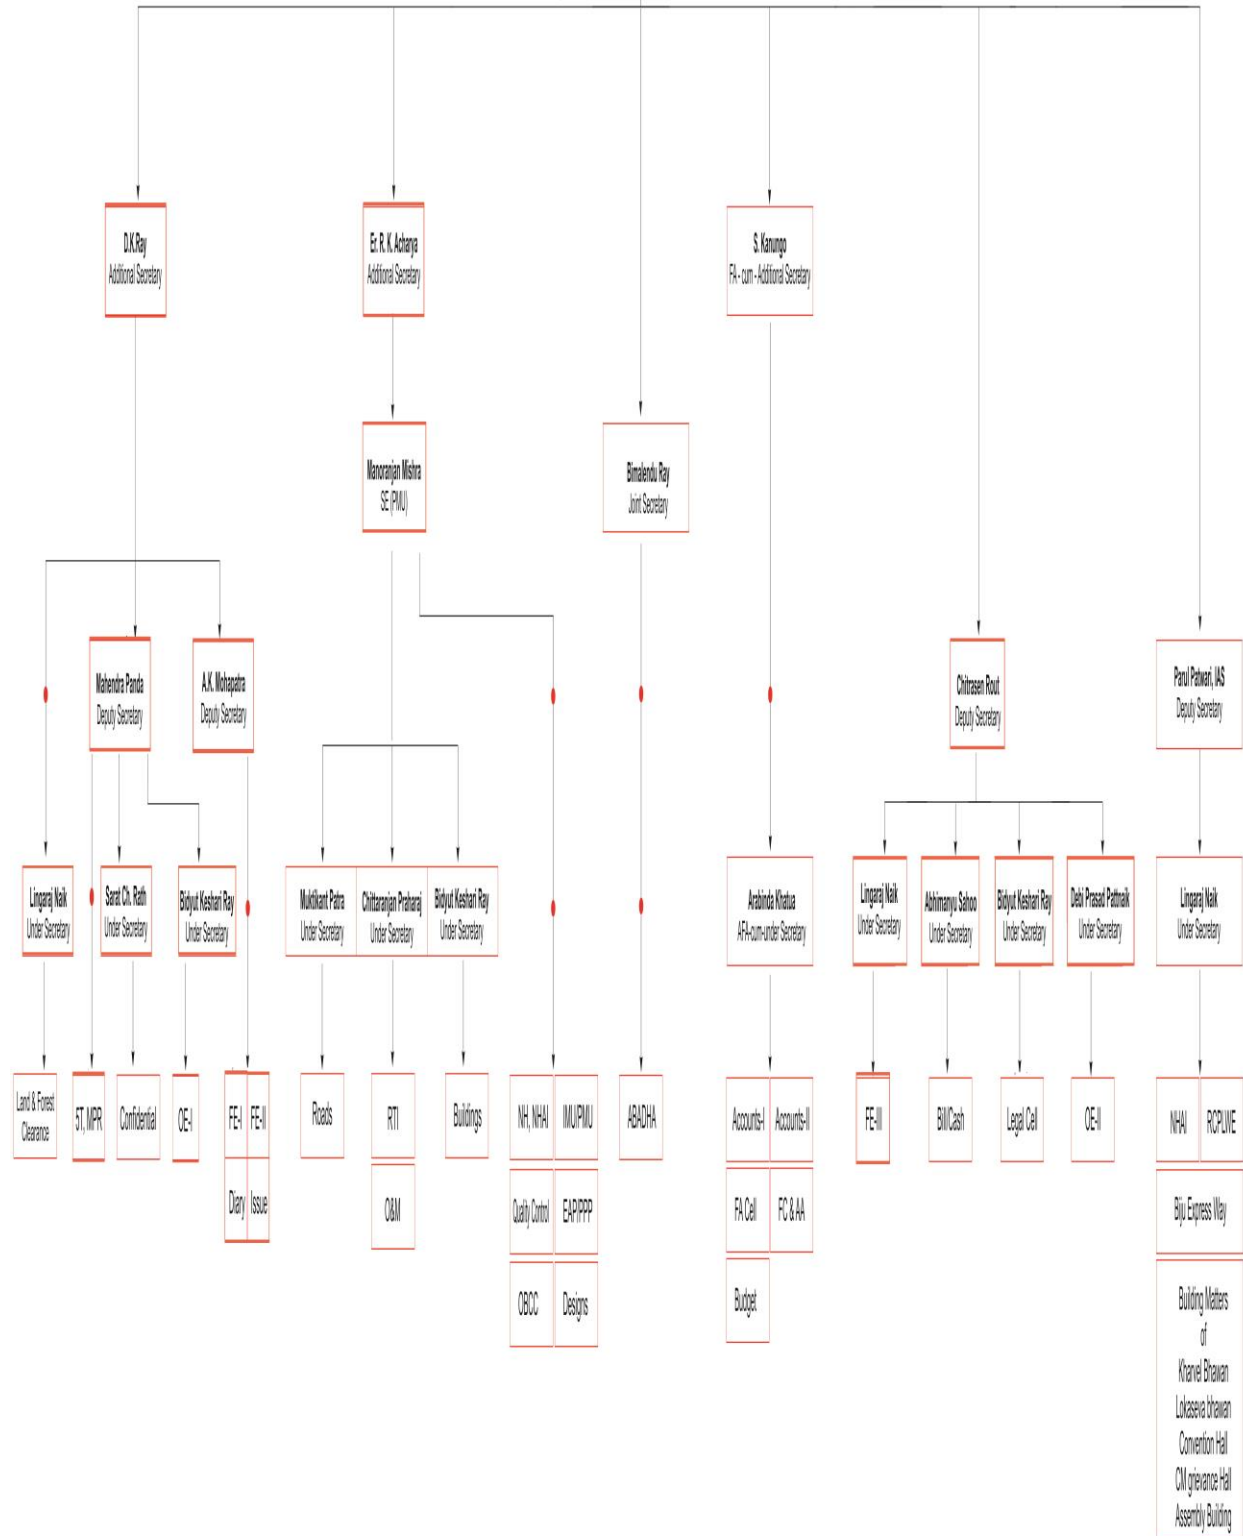 D.K.Ray
Additional Secretary
Er. R. K. Acharya
Additional Secretary
S. Kanungo
FA - cum - Additional Secretary
Manoranjan Mishra
SE (PMU)
Bimalendu Ray
Joint Secretary
Mahendra Panda
Deputy Secretary
A.K. Mohapatra
Deputy Secretary
Chitrasen Rout
Deputy Secretary
Parul Patwari, IAS
Deputy Secretary
Lingaraj Naik
Under Secretary
Sarat Ch. Rath
Under Secretary
Bidyut Keshari Ray
Under Secretary
Muktikant Patra
Under Secretary
Chittaranjan Praharaj
Under Secretary
Bidyut Keshari Ray
Under Secretary
Arabinda Khatua
AFA-cum-under Secretary
Lingaraj Naik
Under Secretary
Abhimanyu Sahoo
Under Secretary
Bidyut Keshari Ray
Under Secretary
Debi Prasad Pattnaik
Under Secretary
Lingaraj Naik
Under Secretary
Land & Forest
Clearance
5T, MPR
Confidential
OE-I
FE-I
FE-II
Diary
Issue
Roads
RTI
O&M
Buildings
NH, NHAI
IMU/PMU
Quality Control
EAP/PPP
OBCC
Designs
ABADHA
Accounts-I
Accounts-II
FA Cell
FC & AA
Budget
FE-III
Bill/Cash
Legal Cell
OE-II
NHAI
RCPLWE
Biju Express Way
Building Matters
of
Kharvel Bhawan
Lokaseva bhawan
Convention Hall
CM grievance Hall
Assembly Building